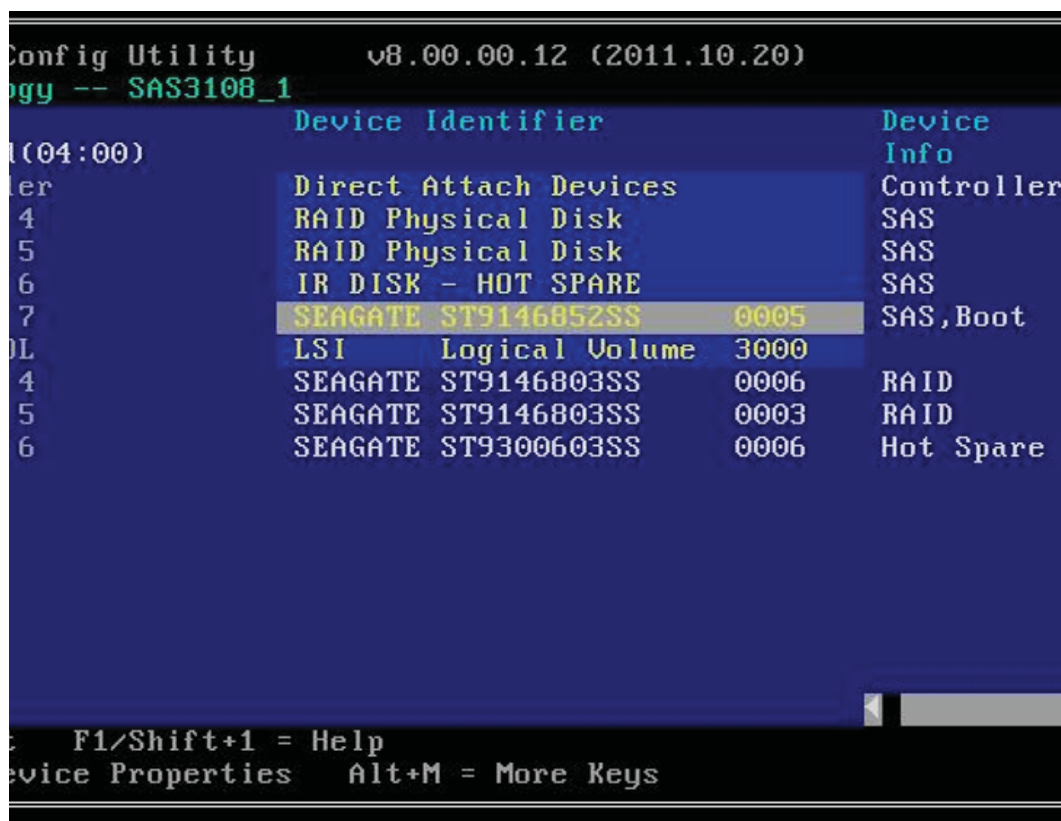 Config Utility v8.00.00.12 (2011.10.20)
ogy -- SAS3108_1
Device Identifier Device
1(04:00) Info
ler Direct Attach Devices Controller
4 RAID Physical Disk SAS
5 RAID Physical Disk SAS
6 IR DISK - HOT SPARE SAS
7 SEAGATE ST9146852SS 0005 SAS,Boot
OL LSI Logical Volume 3000
4 SEAGATE ST9146803SS 0006 RAID
5 SEAGATE ST9146803SS 0003 RAID
6 SEAGATE ST9300603SS 0006 Hot Spare
F1/Shift+1 = Help
evice Properties Alt+M = More Keys